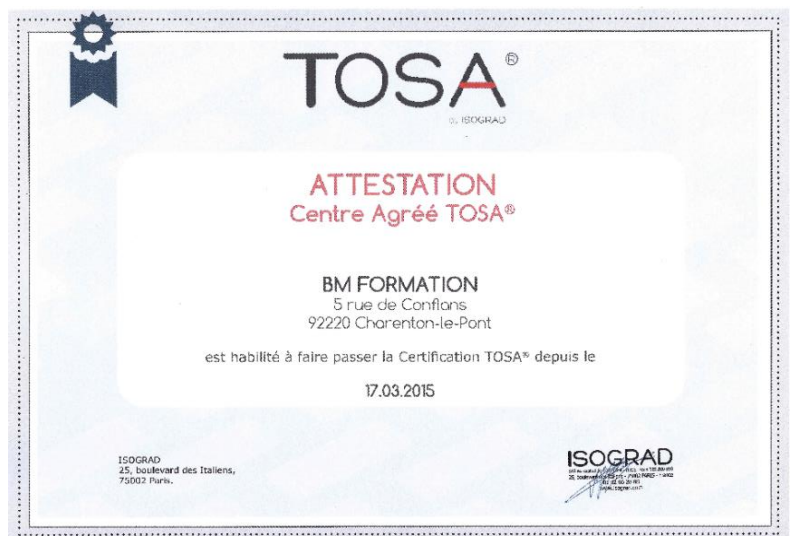 TOSA®
by ISOGRAD
ATTESTATION
Centre Agréé TOSA®
BM FORMATION
5 rue de Conflans
92220 Charenton-le-Pont
est habilité à faire passer la Certification TOSA® depuis le
17.03.2015
ISOGRAD
25, boulevard des Italiens,
75002 Paris.
ISOGRAD